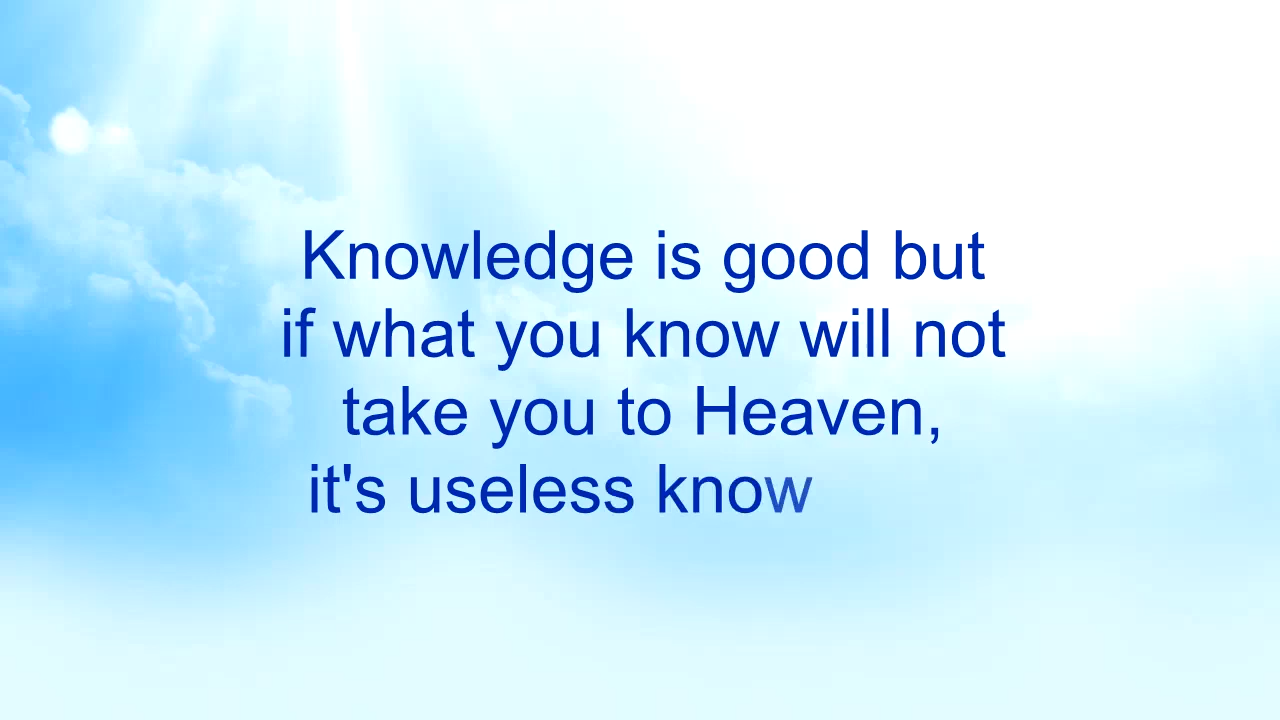 Knowledge is good but
if what you know will not
take you to Heaven,
it's useless know